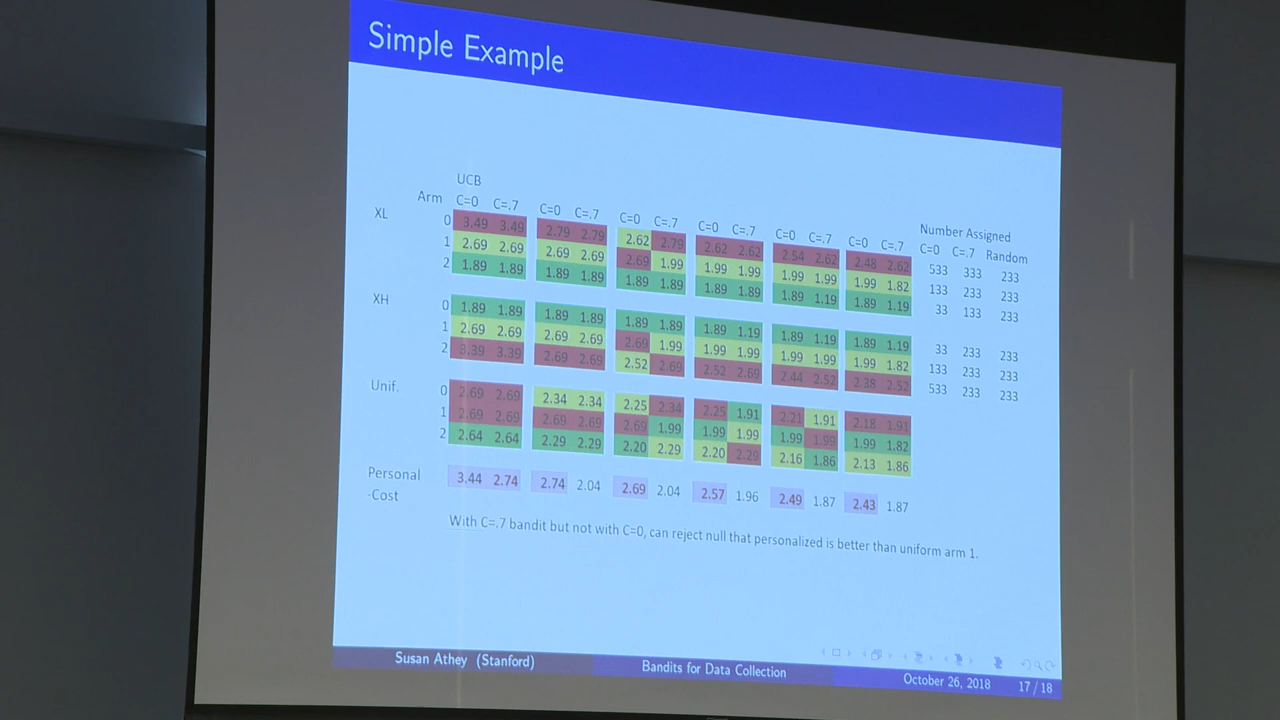 Simple Example
UCB
Arm C=0 C=.7 C=0 C=.7 C=0 C=.7 C=0 C=.7 C=0 C=.7 C=0 C=.7 Number Assigned
C=0 C=.7 Random
XL 0 3.49 3.49 2.79 2.79 2.62 2.79 2.62 2.62 2.54 2.62 2.48 2.62 533 333 233
1 2.69 2.69 2.69 2.69 2.69 1.99 1.99 1.99 1.99 1.99 1.99 1.82 133 233 233
2 1.89 1.89 1.89 1.89 1.89 1.89 1.89 1.89 1.89 1.19 1.89 1.19 33 133 233
XH 0 1.89 1.89 1.89 1.89 1.89 1.89 1.89 1.19 1.89 1.19 1.89 1.19 33 233 233
1 2.69 2.69 2.69 2.69 2.69 1.99 1.99 1.99 1.99 1.99 1.99 1.82 133 233 233
2 3.39 3.39 2.69 2.69 2.52 2.69 2.52 2.69 2.44 2.52 2.38 2.52 533 233 233
Unif. 0 2.69 2.69 2.34 2.34 2.25 2.34 2.25 1.91 2.21 1.91 2.18 1.91
1 2.69 2.69 2.69 2.69 2.69 1.99 1.99 1.99 1.99 1.99 1.99 1.82
2 2.64 2.64 2.29 2.29 2.20 2.29 2.20 2.29 2.16 1.86 2.13 1.86
Personal
-Cost 3.44 2.74 2.74 2.04 2.69 2.04 2.57 1.96 2.49 1.87 2.43 1.87
With C=.7 bandit but not with C=0, can reject null that personalized is better than uniform arm 1.
Susan Athey (Stanford) Bandits for Data Collection October 26, 2018 17 / 18